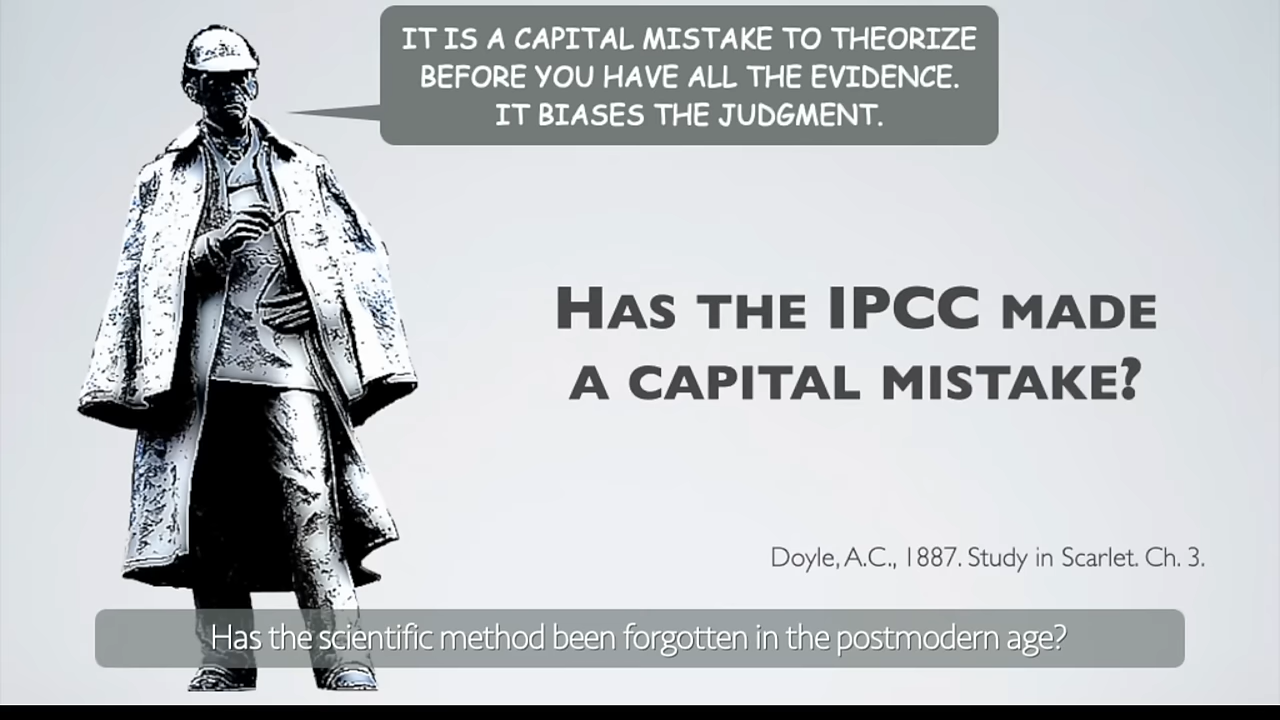 IT IS A CAPITAL MISTAKE TO THEORIZE
BEFORE YOU HAVE ALL THE EVIDENCE.
IT BIASES THE JUDGMENT.
HAS THE IPCC MADE
A CAPITAL MISTAKE?
Doyle, A.C., 1887. Study in Scarlet. Ch. 3.
Has the scientific method been forgotten in the postmodern age?